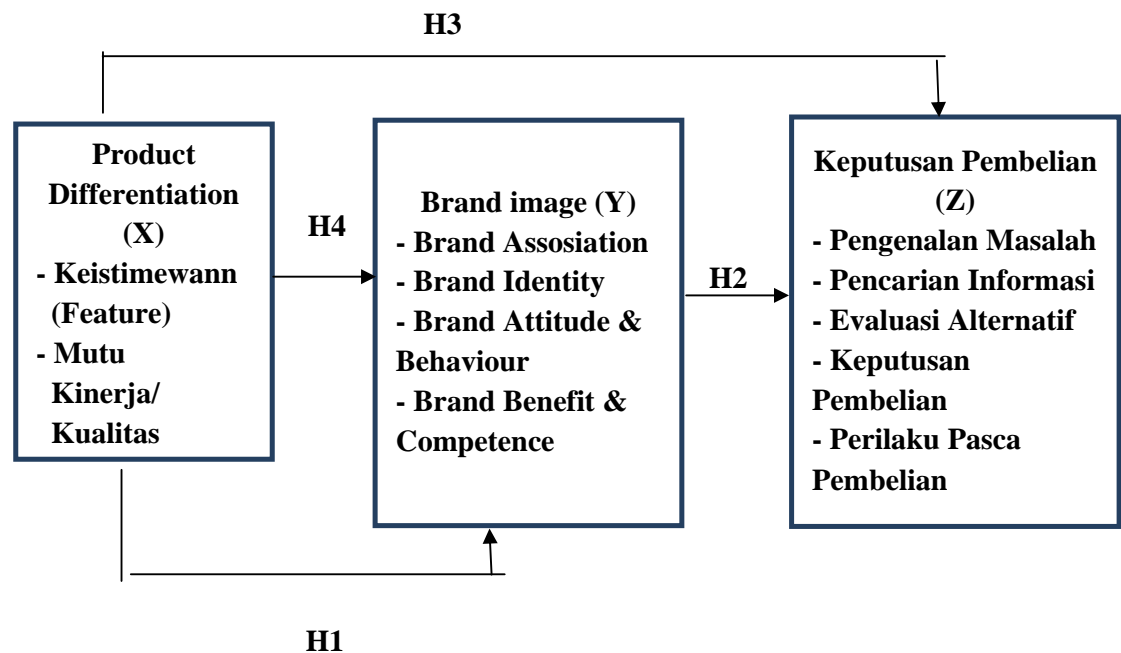 H3
Product
Differentiation
(X)
- Keistimewann
(Feature)
- Mutu
Kinerja/
Kualitas
H4
Brand image (Y)
- Brand Assosiation
- Brand Identity
- Brand Attitude &
Behaviour
- Brand Benefit &
Competence
H2
Keputusan Pembelian
(Z)
- Pengenalan Masalah
- Pencarian Informasi
- Evaluasi Alternatif
- Keputusan
Pembelian
- Perilaku Pasca
Pembelian
H1